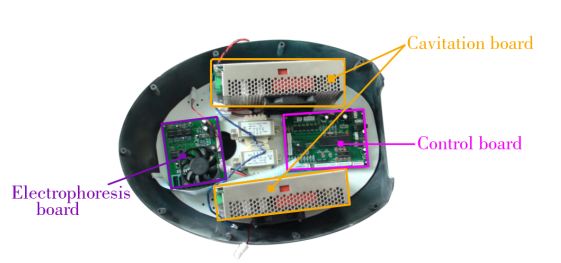 Cavitation board
Control board
Electrophoresis
board